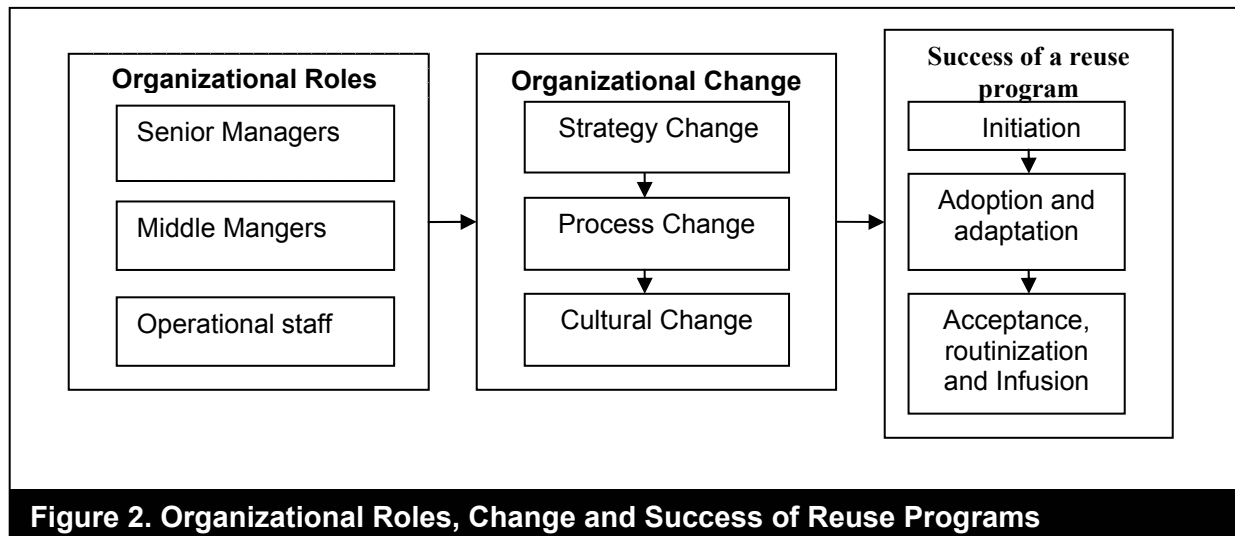 Organizational Roles
Senior Managers
Middle Mangers
Operational staff
Organizational Change
Strategy Change
Process Change
Cultural Change
Success of a reuse
program
Initiation
Adoption and
adaptation
Acceptance,
routinization
and Infusion
Figure 2. Organizational Roles, Change and Success of Reuse Programs